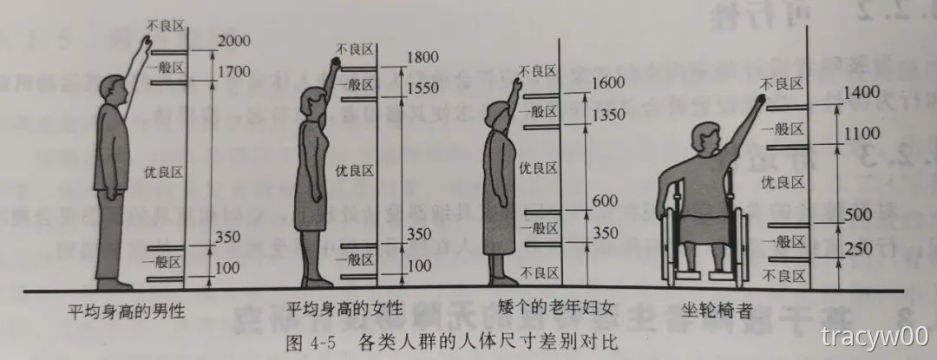 不良区
2000
一般区
1700
优良区
350
一般区
100
平均身高的男性
不良区
1800
一般区
1550
优良区
350
一般区
100
平均身高的女性
不良区
1600
一般区
1350
优良区
600
一般区
350
不良区
矮个的老年妇女
1400
一般区
1100
优良区
500
一般区
250
不良区
坐轮椅者
图 4-5 各类人群的人体尺寸差别对比
tracyw00